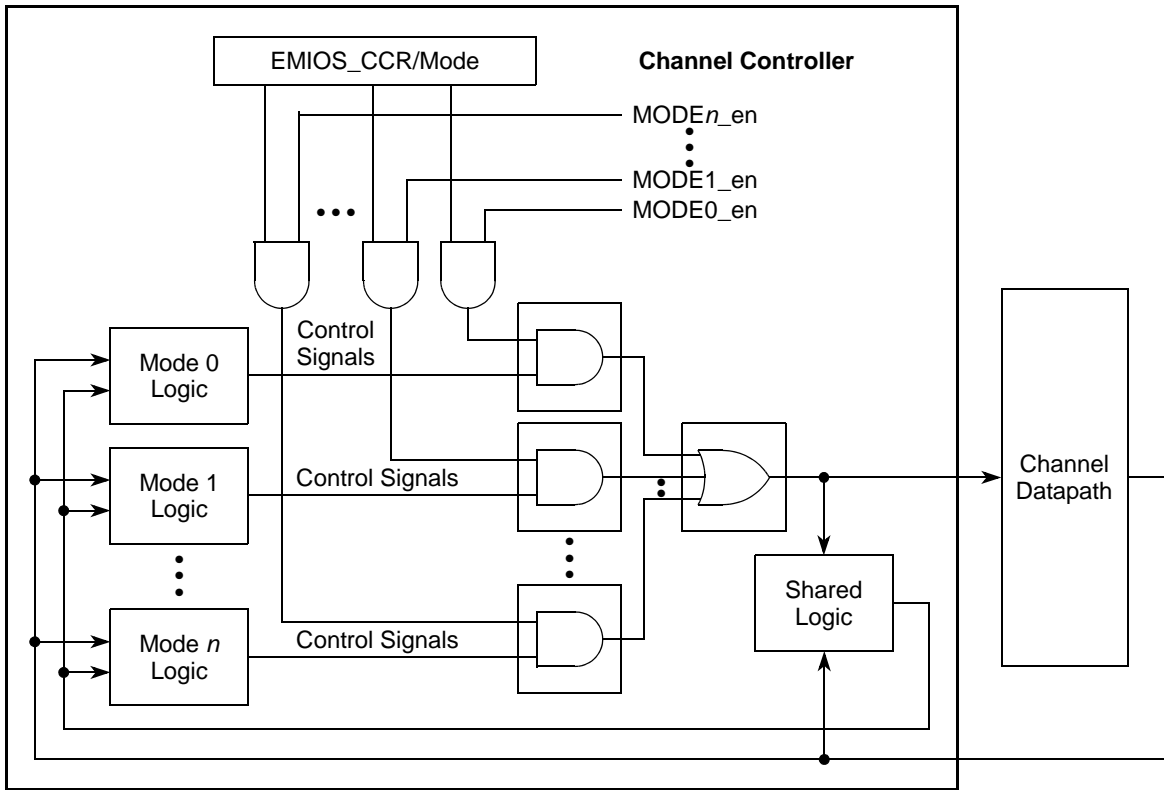 EMIOS_CCR/Mode
Channel Controller
MODEn_en
MODE1_en
MODE0_en
Control
Signals
Mode 0
Logic
Mode 1
Logic
Control Signals
Channel
Datapath
Shared
Logic
Mode n
Logic
Control Signals